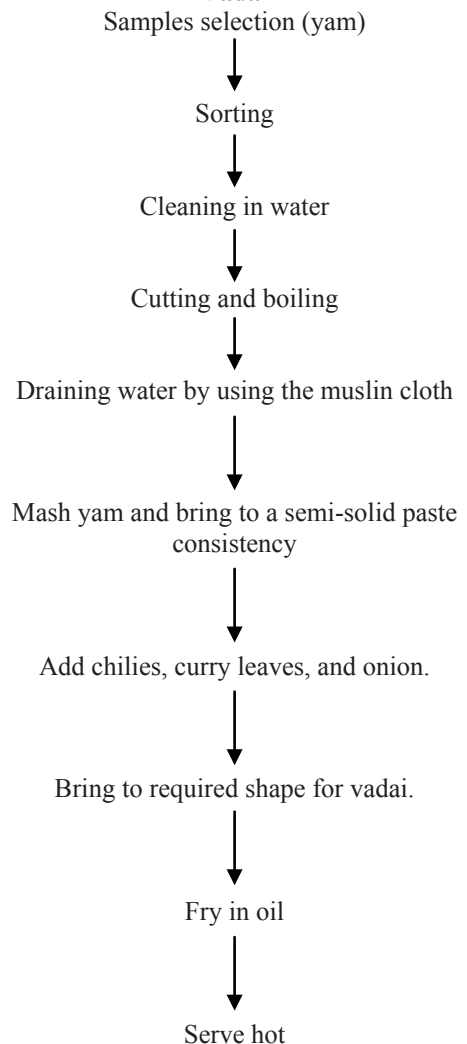 Samples selection (yam)
Sorting
Cleaning in water
Cutting and boiling
Draining water by using the muslin cloth
Mash yam and bring to a semi-solid paste
consistency
Add chilies, curry leaves, and onion.
Bring to required shape for vadai.
Fry in oil
Serve hot